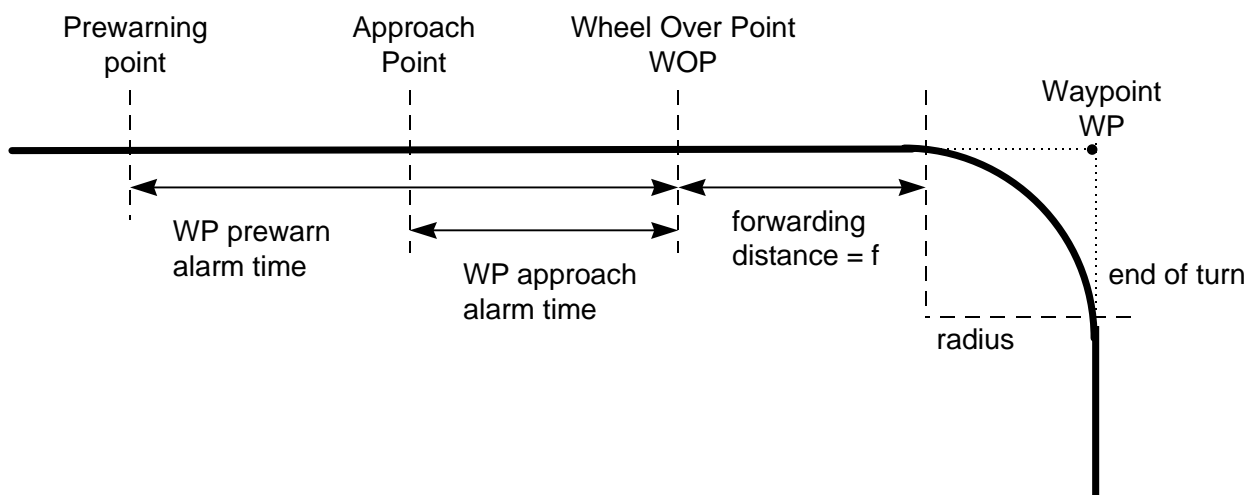 Prewarning
point
Approach
Point
Wheel Over Point
WOP
Waypoint
WP
WP prewarn
alarm time
WP approach
alarm time
forwarding
distance = f
end of turn
radius